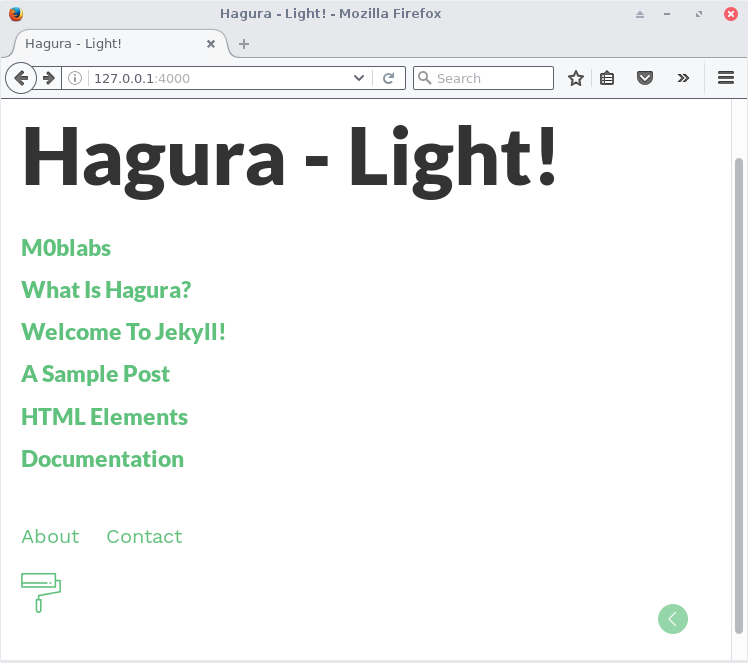 Hagura - Light! - Mozilla Firefox
Hagura - Light!
127.0.0.1:4000
Search
Hagura - Light!
M0blabs
What Is Hagura?
Welcome To Jekyll!
A Sample Post
HTML Elements
Documentation
About Contact